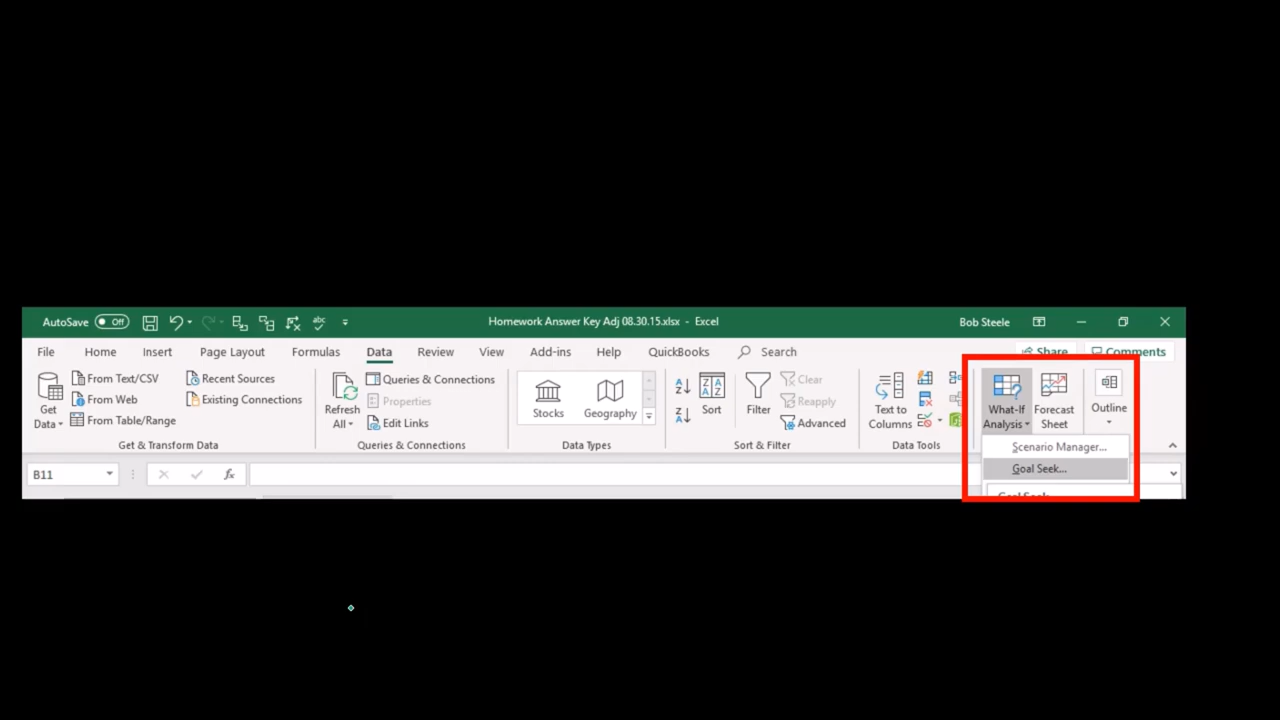 AutoSave Off Homework Answer Key Adj 08.30.15.xlsx - Excel Bob Steele
File Home Insert Page Layout Formulas Data Review View Add-ins Help QuickBooks Search Share Comments
Get Data
From Text/CSV
From Web
From Table/Range
Recent Sources
Existing Connections
Get & Transform Data
Refresh All
Queries & Connections
Properties
Edit Links
Queries & Connections
Stocks
Geography
Data Types
Sort
Filter
Clear
Reapply
Advanced
Sort & Filter
Text to
Columns
Data Tools
What-If
Analysis
Forecast
Sheet
Outline
Scenario Manager...
Goal Seek...
Goal Seek
B11
fx